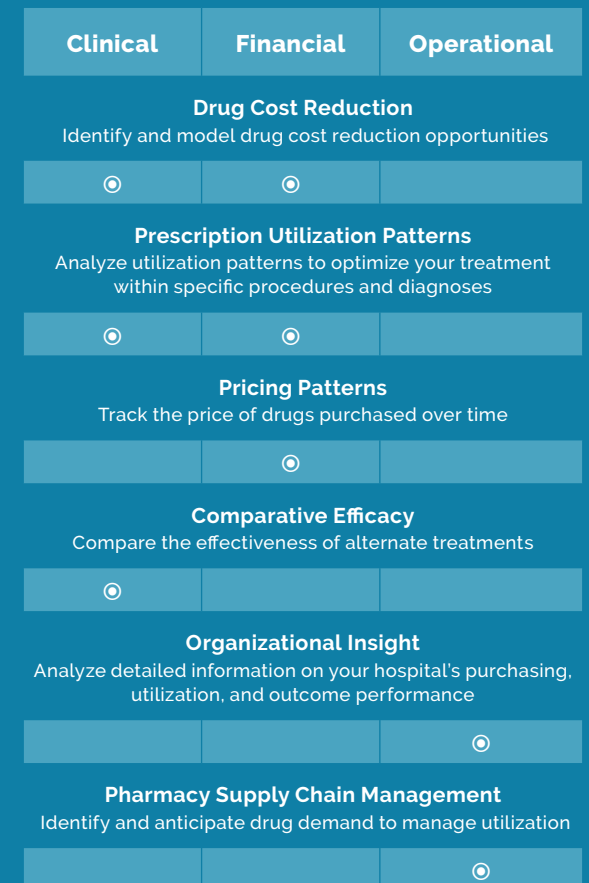 Clinical Financial Operational
Drug Cost Reduction
Identify and model drug cost reduction opportunities
Prescription Utilization Patterns
Analyze utilization patterns to optimize your treatment
within specific procedures and diagnoses
Pricing Patterns
Track the price of drugs purchased over time
Comparative Efficacy
Compare the effectiveness of alternate treatments
Organizational Insight
Analyze detailed information on your hospital's purchasing,
utilization, and outcome performance
Pharmacy Supply Chain Management
Identify and anticipate drug demand to manage utilization